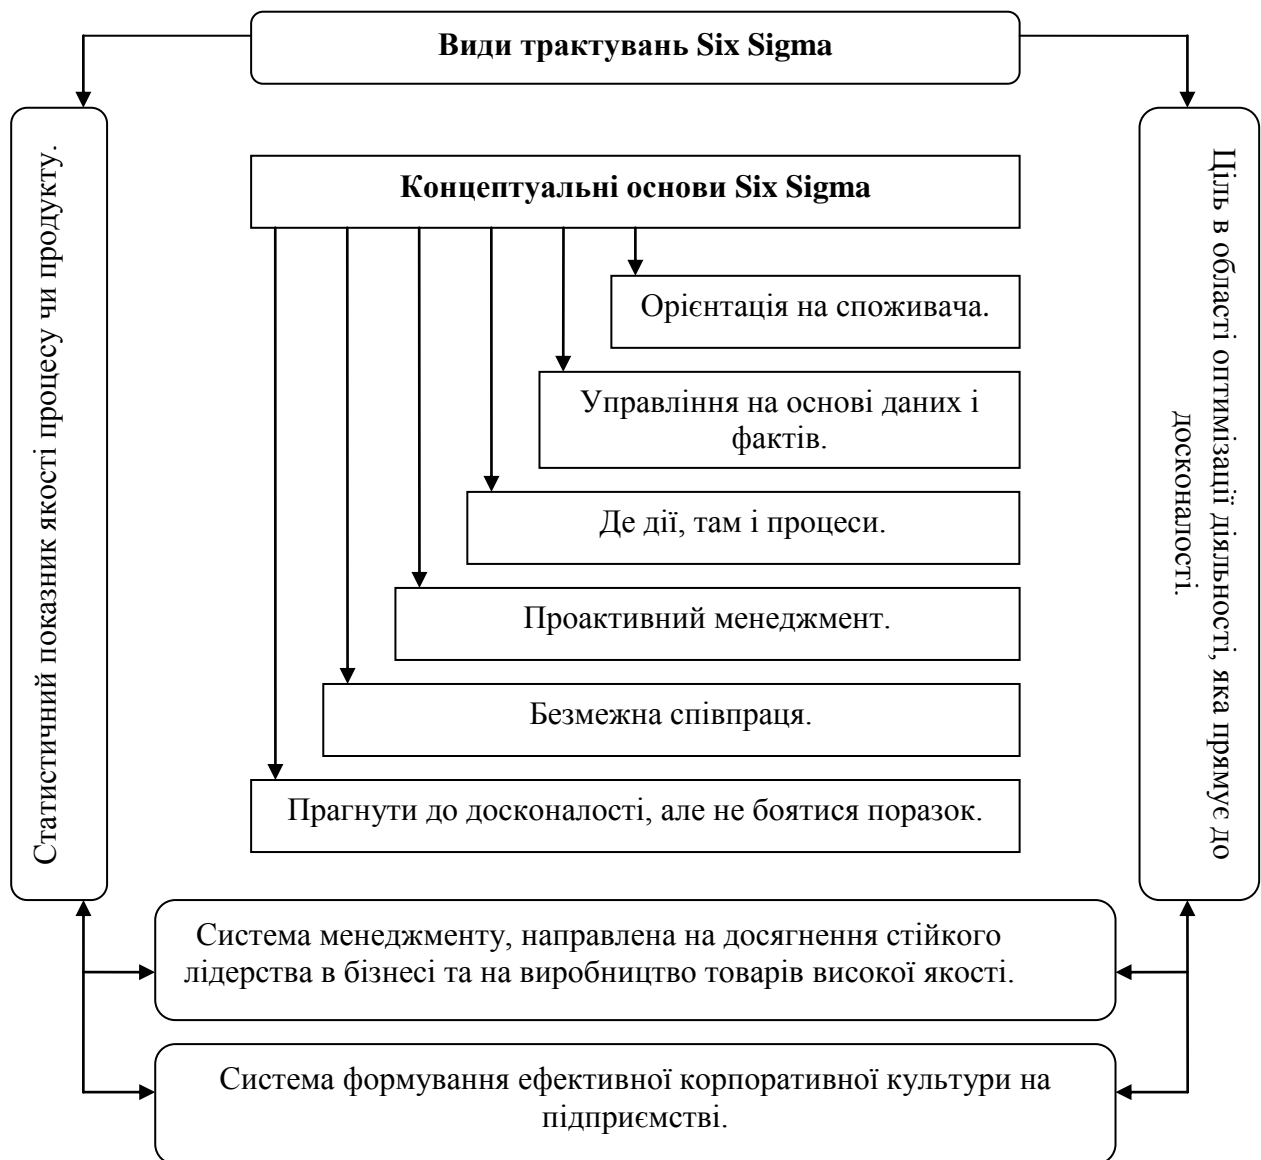 Види трактувань Six Sigma
Статистичний показник якості процесу чи продукту.
Концептуальні основи Six Sigma
Орієнтація на споживача.
Управління на основі даних і
фактів.
Де дії, там і процеси.
Проактивний менеджмент.
Безмежна співпраця.
Прагнути до досконалості, але не боятися поразок.
Ціль в області оптимізації діяльності, яка прямує до
досконалості.
Система менеджменту, направлена на досягнення стійкого
лідерства в бізнесі та на виробництво товарів високої якості.
Система формування ефективної корпоративної культури на
підприємстві.